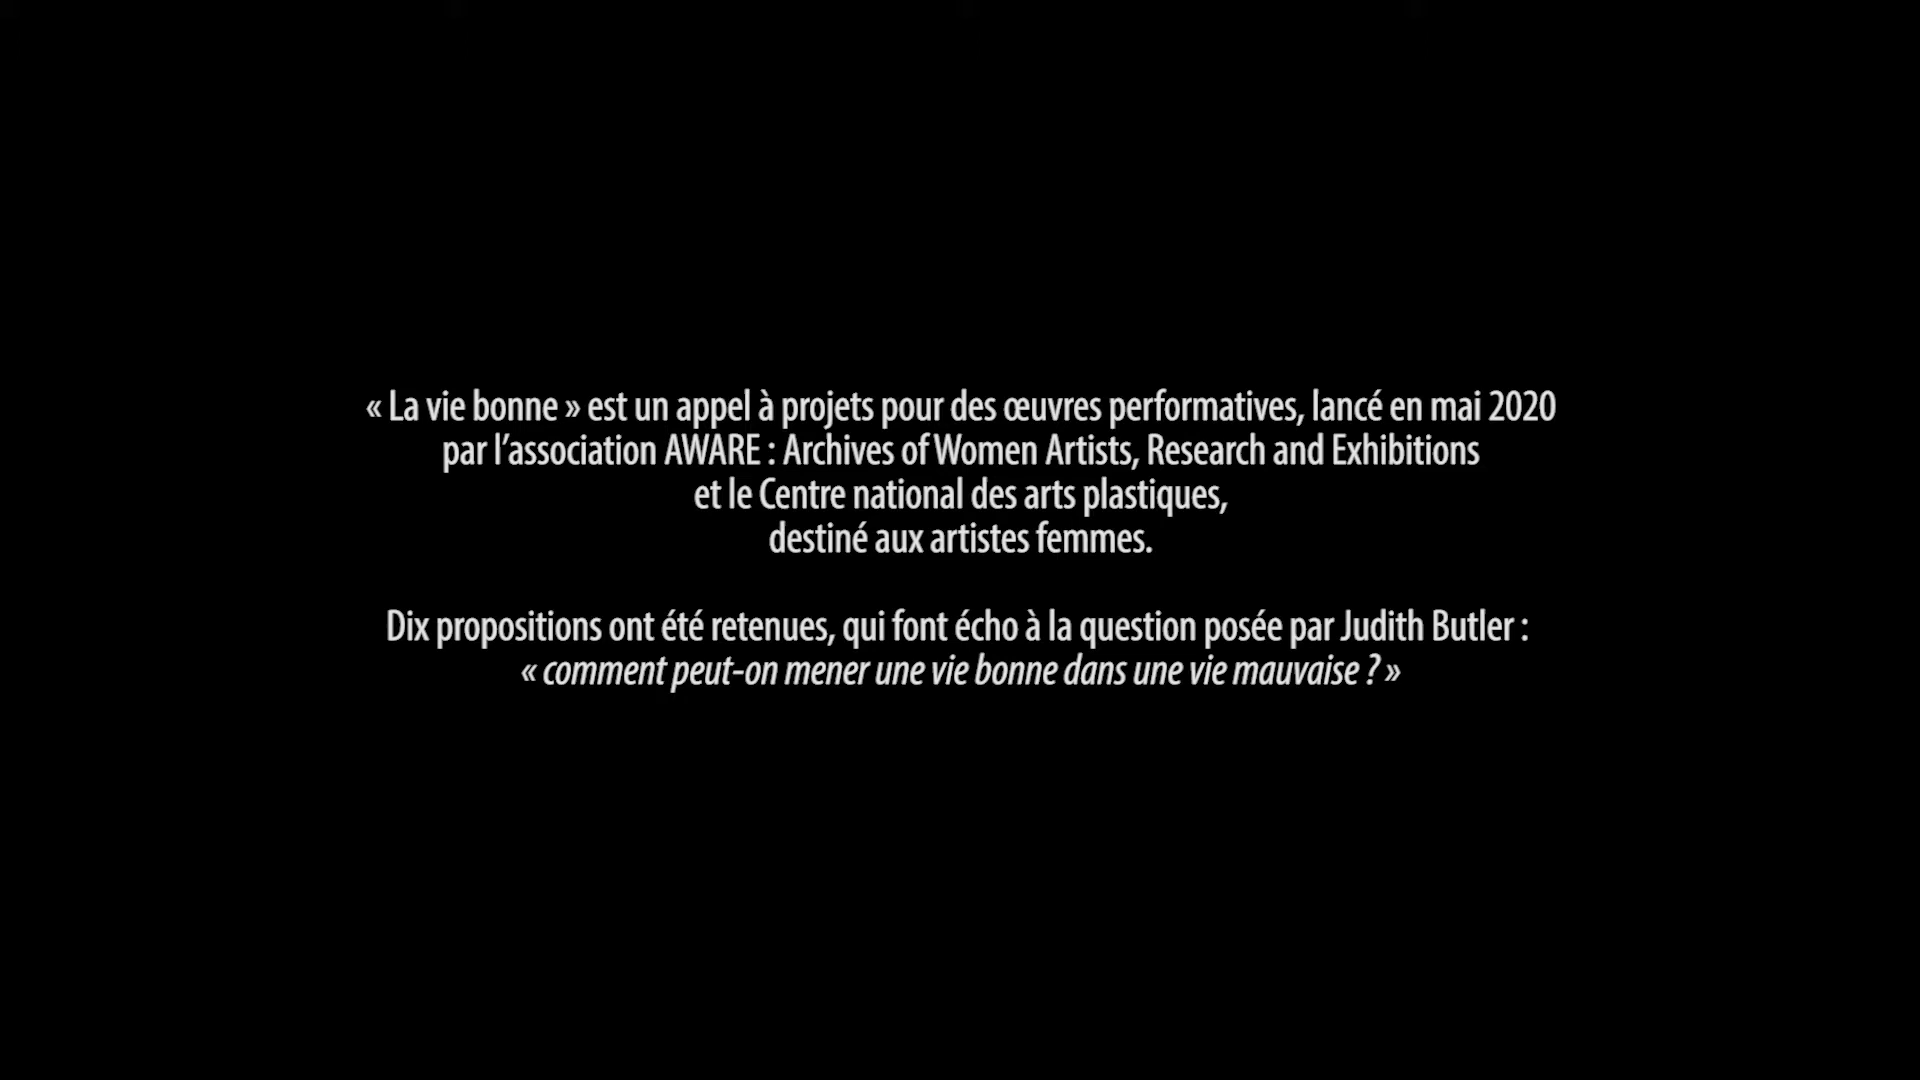 « La vie bonne » est un appel à projets pour des œuvres performatives, lancé en mai 2020
par l’association AWARE : Archives of Women Artists, Research and Exhibitions
et le Centre national des arts plastiques,
destiné aux artistes femmes.
Dix propositions ont été retenues, qui font écho à la question posée par Judith Butler :
« comment peut-on mener une vie bonne dans une vie mauvaise ? »